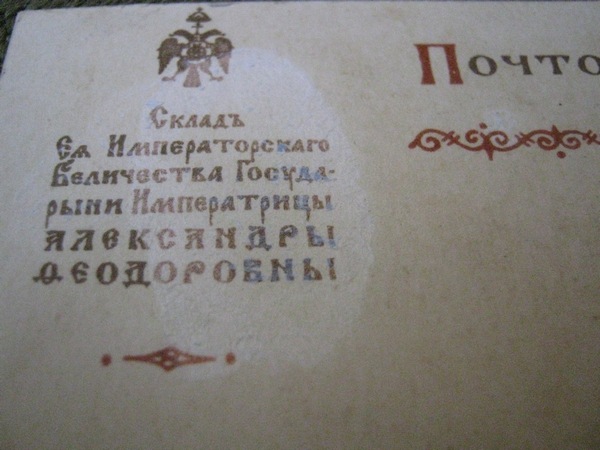 Почто
Складъ
Ея Императорскаго
Величества Госуда-
рыни Императрицы
АЛЕКСАНДРЫ
ѲЕОДОРОВНЫ